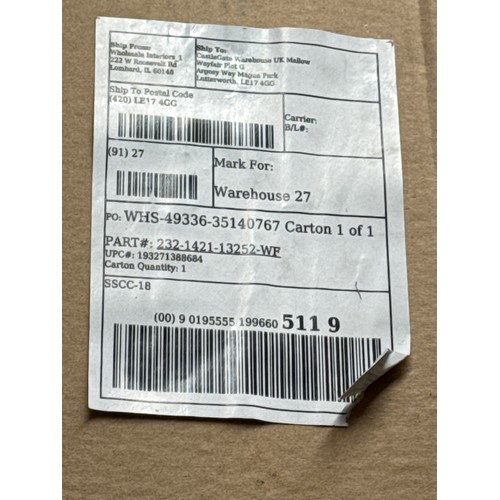 Ship From:
Wholesale Interiors_1
222 W Roosevelt Rd
Lombard, IL 60148
Ship To:
CastleGate Warehouse UK Mallow
Wayfair Plot G
Argosy Way Magna Park
Lutterworth, LE17 4GG
Ship To Postal Code
(420) LE17 4GG
Carrier:
B/L#:
(91) 27
Mark For:
Warehouse 27
PO: WHS-49336-35140767 Carton 1 of 1
PART#: 232-1421-13252-WF
UPC#: 193271388684
Carton Quantity: 1
SSCC-18
(00) 9 0195555 199660 511 9